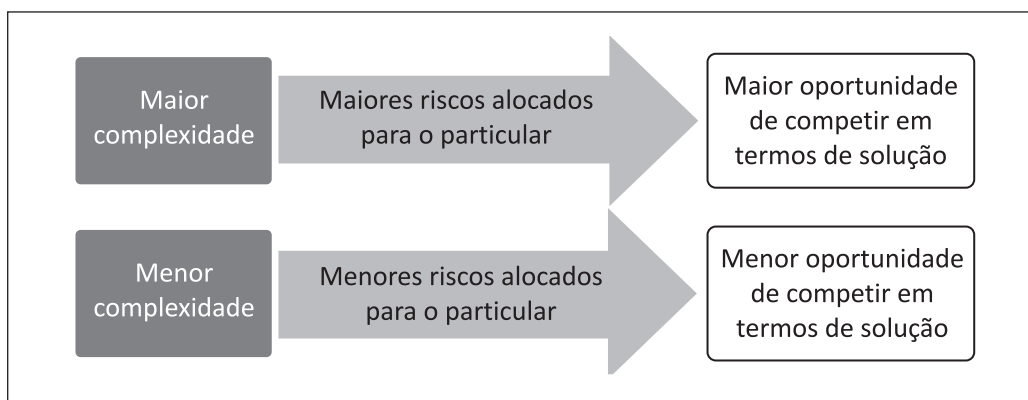 Maior
complexidade
Maiores riscos alocados
para o particular
Maior oportunidade
de competir em
termos de solução
Menor
complexidade
Menores riscos alocados
para o particular
Menor oportunidade
de competir em
termos de solução